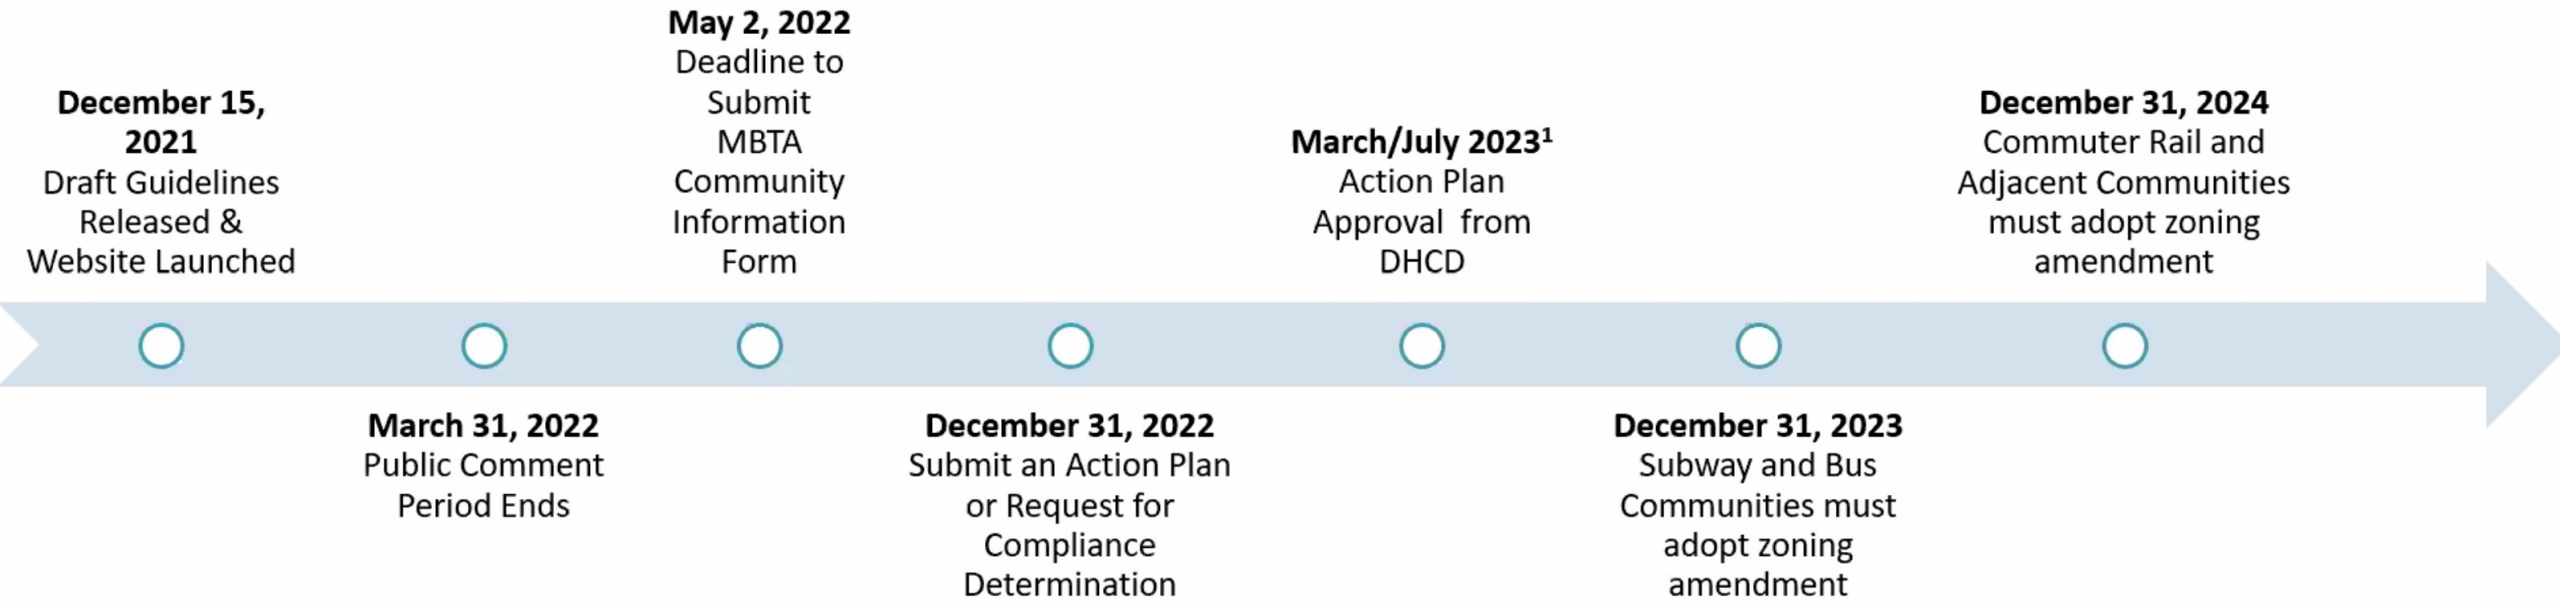 December 15,
2021
Draft Guidelines
Released &
Website Launched
March 31, 2022
Public Comment
Period Ends
May 2, 2022
Deadline to
Submit
MBTA
Community
Information
Form
December 31, 2022
Submit an Action Plan
or Request for
Compliance
Determination
March/July 2023¹
Action Plan
Approval  from
DHCD
December 31, 2023
Subway and Bus
Communities must
adopt zoning
amendment
December 31, 2024
Commuter Rail and
Adjacent Communities
must adopt zoning
amendment